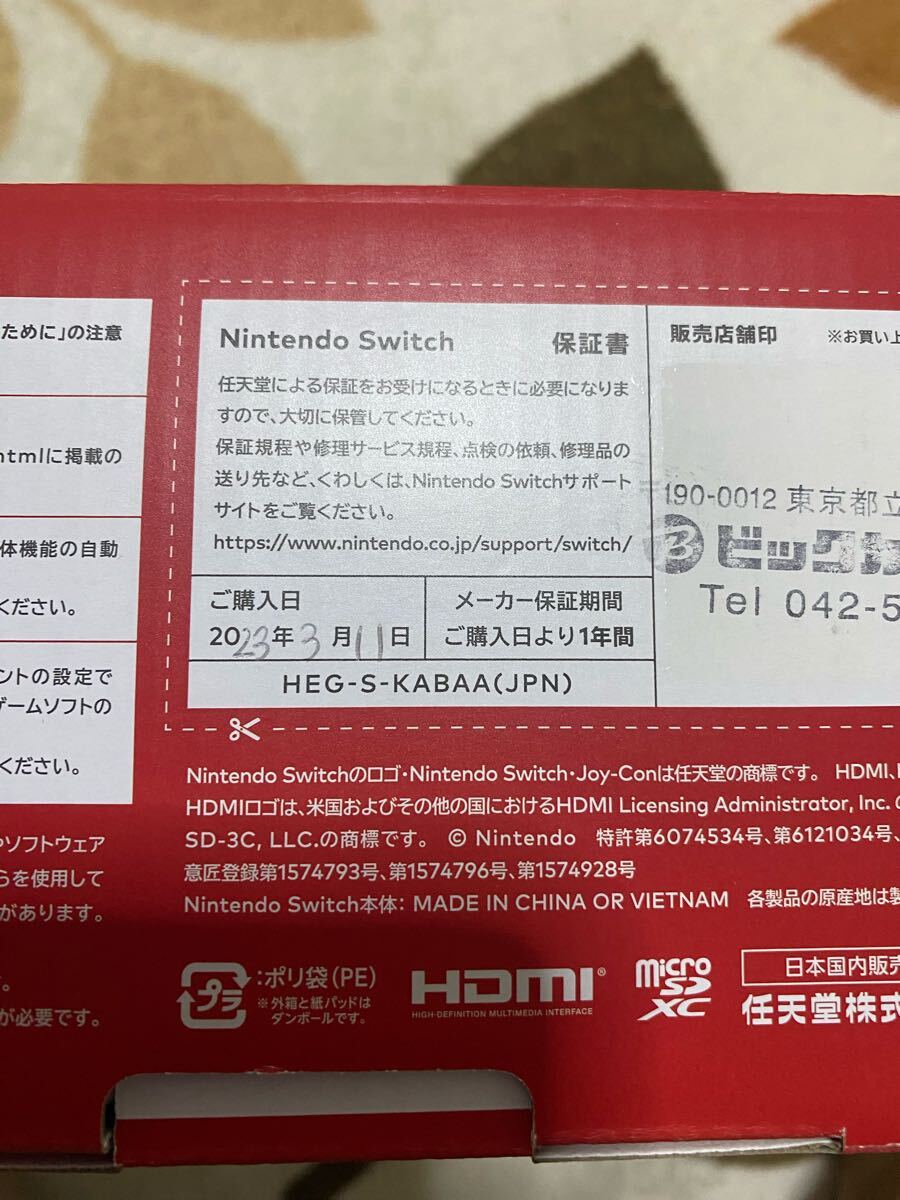 ために」の注意
htmlに掲載の
体機能の自動
ください。
ントの設定で
ゲームソフトの
ください。
ソフトウェア
らを使用して
があります。
が必要です。
Nintendo Switch 保証書
任天堂による保証をお受けになるときに必要になりま
すので、大切に保管してください。
保証規程や修理サービス規程、点検の依頼、修理品の
送り先など、くわしくは、Nintendo Switchサポート
サイトをご覧ください。
https://www.nintendo.co.jp/support/switch/
ご購入日
2023年3月11日
メーカー保証期間
ご購入日より1年間
HEG-S-KABAA(JPN)
販売店舗印 ※お買い上
〒190-0012 東京都立
ビックカ
Tel 042-5
Nintendo Switchのロゴ・Nintendo Switch・Joy-Conは任天堂の商標です。 HDMI、
HDMIロゴは、米国およびその他の国におけるHDMI Licensing Administrator, Inc.の
SD-3C, LLC.の商標です。 © Nintendo 特許第6074534号、第6121034号、
意匠登録第1574793号、第1574796号、第1574928号
Nintendo Switch本体: MADE IN CHINA OR VIETNAM 各製品の原産地は製
プラ
:ポリ袋(PE)
※外箱と紙パッドは
ダンボールです。
HDMI®
HIGH-DEFINITION MULTIMEDIA INTERFACE
micro
SD
XC
日本国内販売
任天堂株式